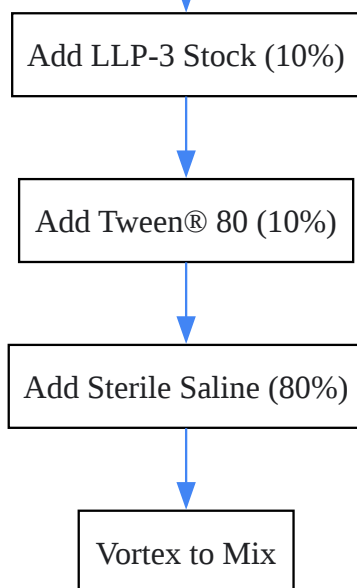 Add LLP-3 Stock (10%)
Add Tween® 80 (10%)
Add Sterile Saline (80%)
Vortex to Mix